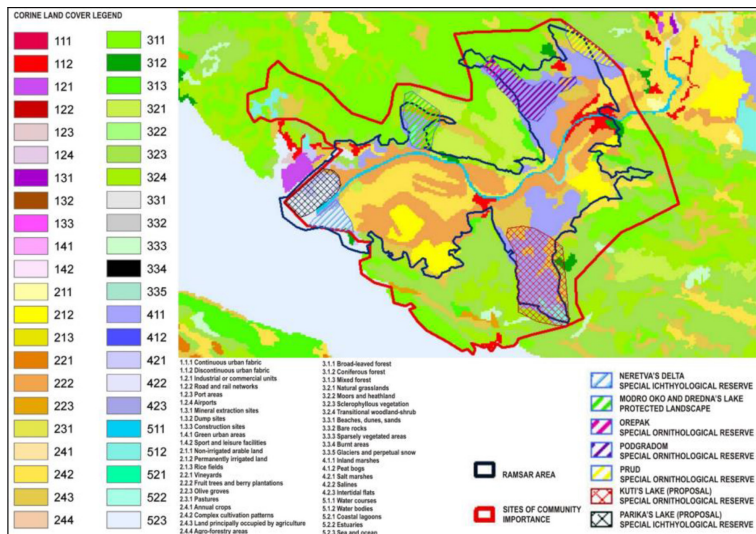 CORINE LAND COVER LEGEND
111
112
121
122
123
124
131
132
133
141
142
211
212
213
221
222
223
231
241
242
243
244
311
312
313
321
322
323
324
331
332
333
334
335
411
412
421
422
423
511
512
521
522
523
1.1.1 Continuous urban fabric
1.1.2 Discontinuous urban fabric
1.2.1 Industrial or commercial units
1.2.2 Road and rail networks
1.2.3 Port areas
1.2.4 Airports
1.3.1 Mineral extraction sites
1.3.2 Dump sites
1.3.3 Construction sites
1.4.1 Green urban areas
1.4.2 Sport and leisure facilities
2.1.1 Non-irrigated arable land
2.1.2 Permanently irrigated land
2.1.3 Rice fields
2.2.1 Vineyards
2.2.2 Fruit trees and berry plantations
2.2.3 Olive groves
2.3.1 Pastures
2.4.1 Annual crops
2.4.2 Complex cultivation patterns
2.4.3 Land principally occupied by agriculture
2.4.4 Agro-forestry areas
3.1.1 Broad-leaved forest
3.1.2 Coniferous forest
3.1.3 Mixed forest
3.2.1 Natural grasslands
3.2.2 Moors and heathland
3.2.3 Sclerophyllous vegetation
3.2.4 Transitional woodland-shrub
3.3.1 Beaches, dunes, sands
3.3.2 Bare rocks
3.3.3 Sparsely vegetated areas
3.3.4 Burnt areas
3.3.5 Glaciers and perpetual snow
4.1.1 Inland marshes
4.1.2 Peat bogs
4.2.1 Salt marshes
4.2.2 Salines
4.2.3 Intertidal flats
5.1.1 Water courses
5.1.2 Water bodies
5.2.1 Coastal lagoons
5.2.2 Estuaries
5.2.3 Sea and ocean
RAMSAR AREA
SITES OF COMMUNITY
IMPORTANCE
NERETVA'S DELTA
SPECIAL ICHTHYOLOGICAL RESERVE
MODRO OKO AND DREDNA'S LAKE
PROTECTED LANDSCAPE
OREPAK
SPECIAL ORNITHOLOGICAL RESERVE
PODGRADOM
SPECIAL ORNITHOLOGICAL RESERVE
PRUD
SPECIAL ORNITHOLOGICAL RESERVE
KUTI'S LAKE (PROPOSAL)
SPECIAL ORNITHOLOGICAL RESERVE
PARIKA'S LAKE (PROPOSAL)
SPECIAL ICHTHYOLOGICAL RESERVE